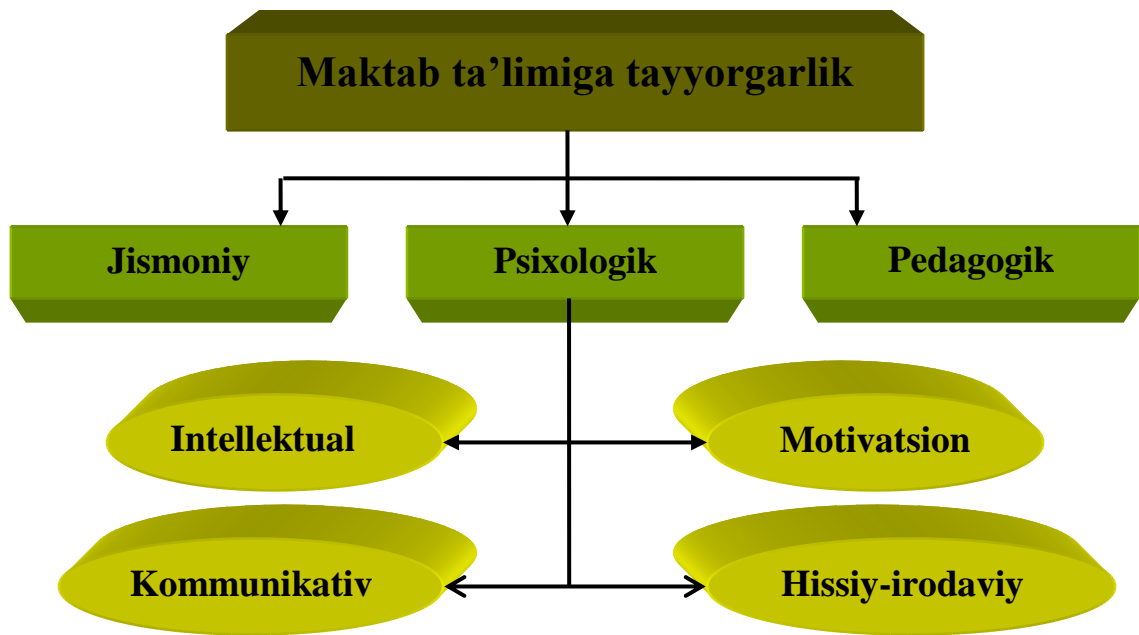 Maktab ta’limiga tayyorgarlik
Jismoniy
Psixologik
Pedagogik
Intellektual
Motivatsion
Kommunikativ
Hissiy-irodaviy